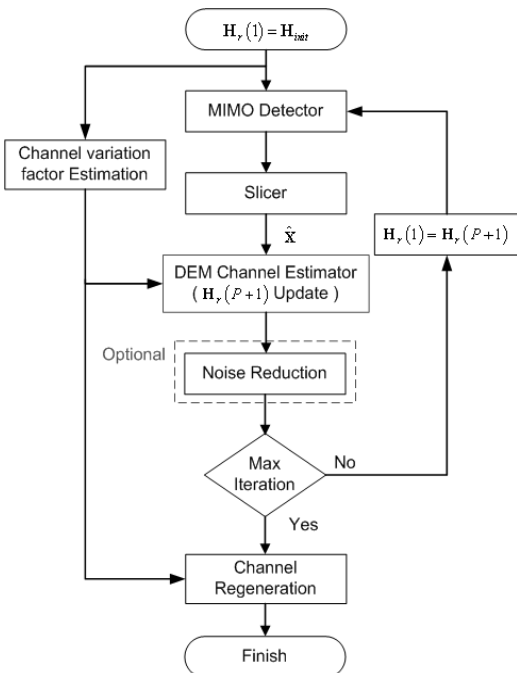 H_r(1) = H_init
MIMO Detector
Channel variation
factor Estimation
Slicer
H_r(1) = H_r(P+1)
x̂
DEM Channel Estimator
( H_r(P+1) Update )
Optional
Noise Reduction
Max
Iteration
No
Yes
Channel
Regeneration
Finish